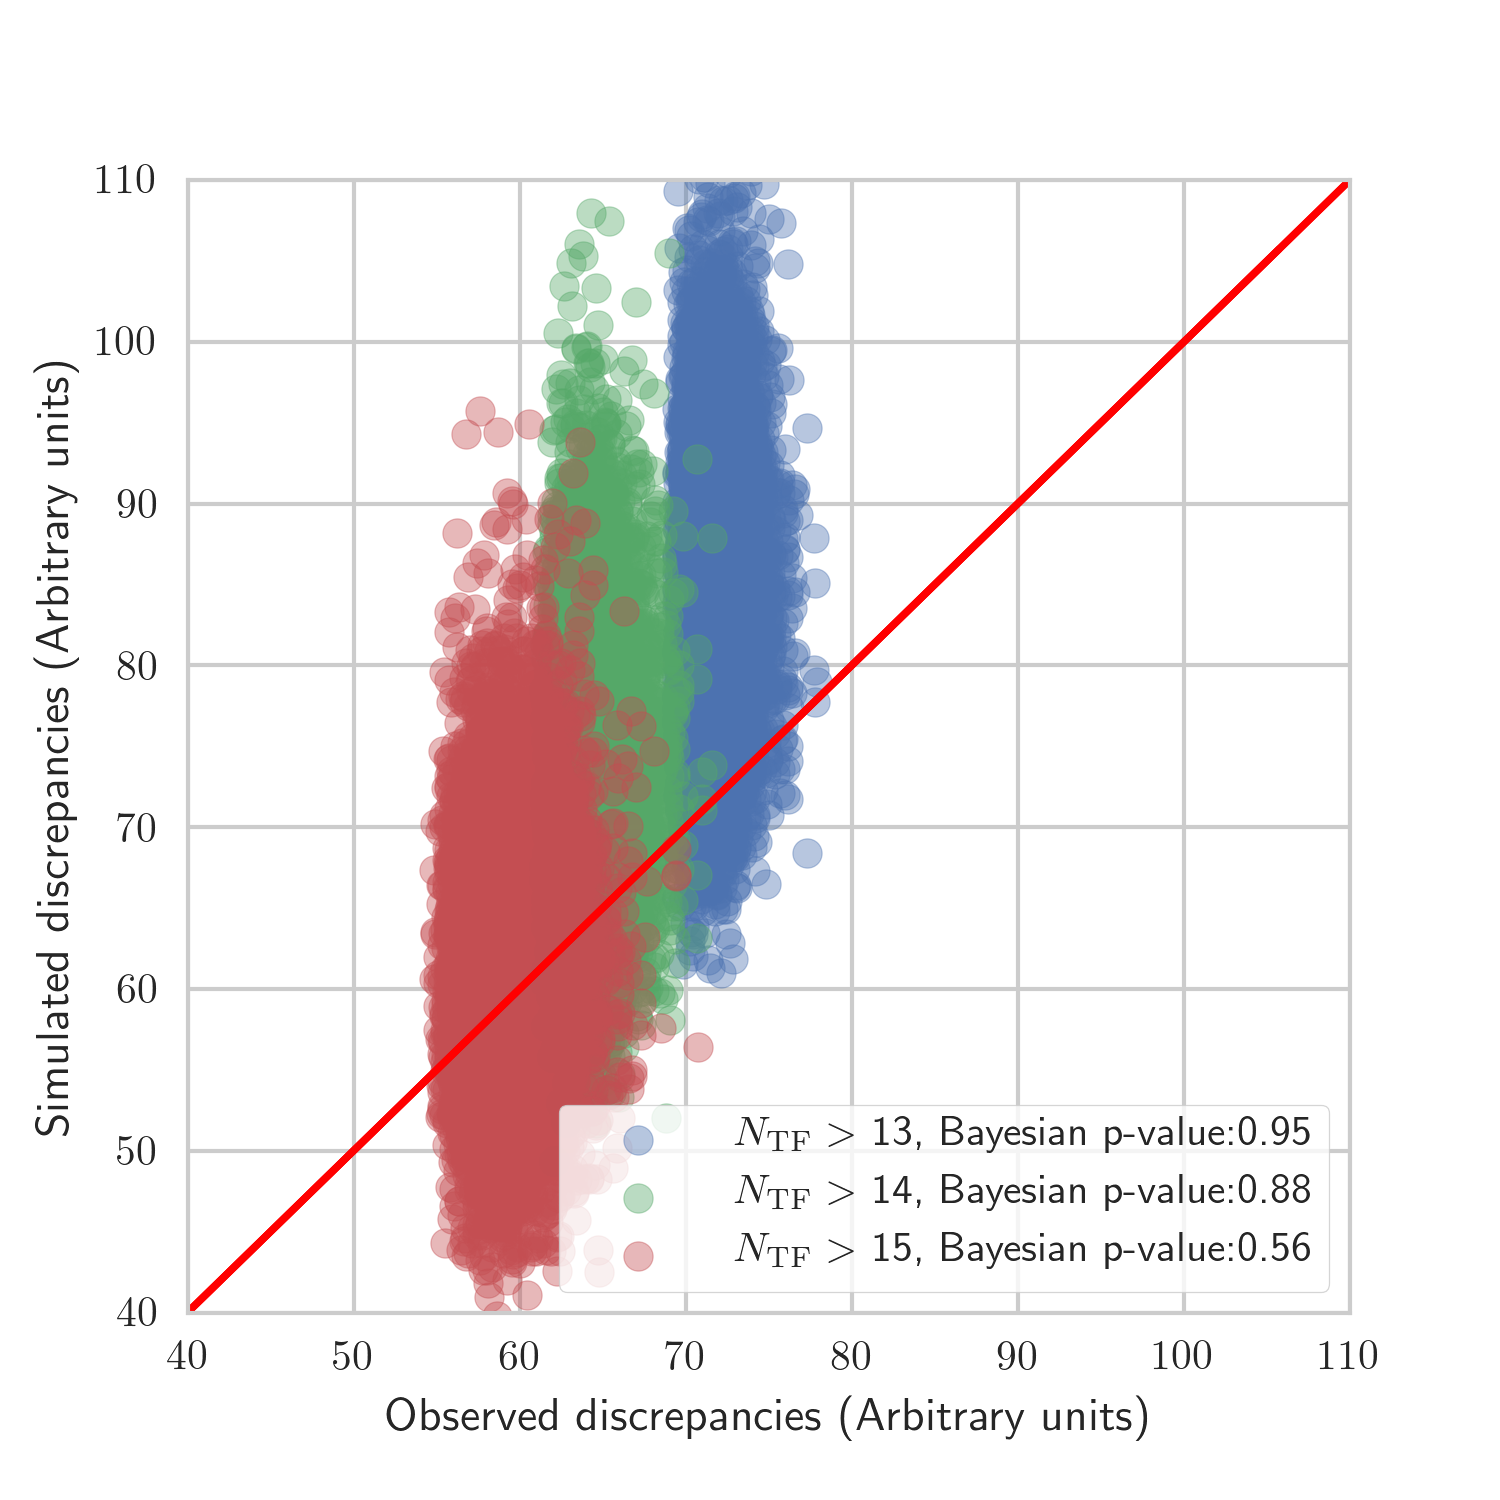 110
100
90
80
70
60
50
40
Simulated discrepancies (Arbitrary units)
N_TF > 13, Bayesian p-value:0.95
N_TF > 14, Bayesian p-value:0.88
N_TF > 15, Bayesian p-value:0.56
40 50 60 70 80 90 100 110
Observed discrepancies (Arbitrary units)